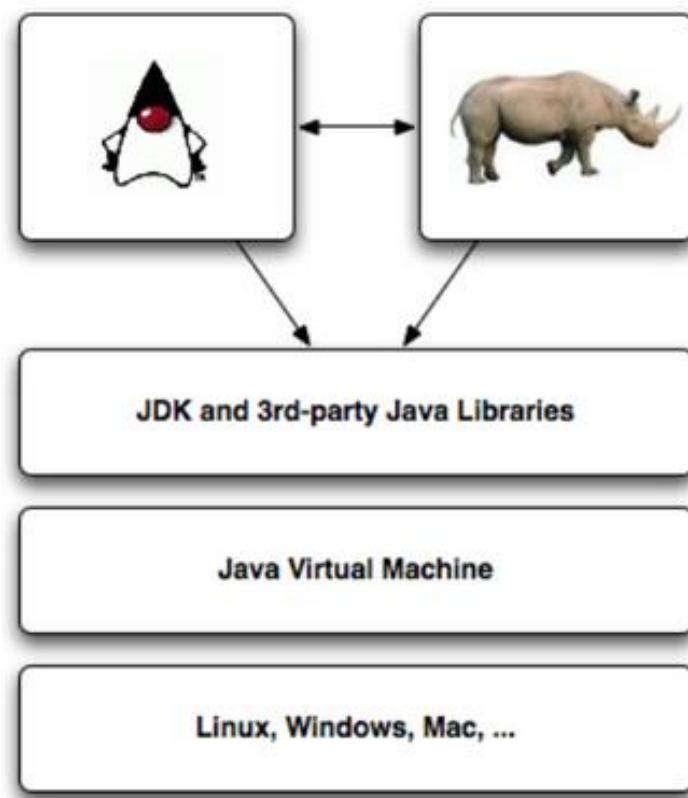 JDK and 3rd-party Java Libraries
Java Virtual Machine
Linux, Windows, Mac, ...